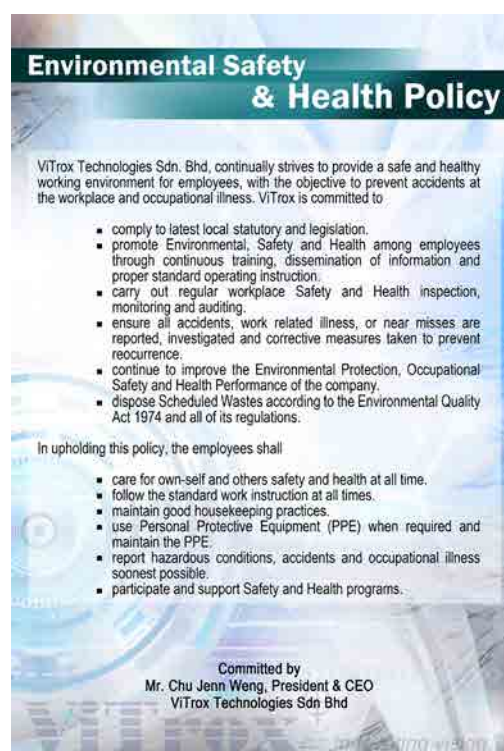 Environmental Safety
& Health Policy
ViTrox Technologies Sdn. Bhd, continually strives to provide a safe and healthy
working environment for employees, with the objective to prevent accidents at
the workplace and occupational illness. ViTrox is committed to
▪ comply to latest local statutory and legislation.
▪ promote Environmental, Safety and Health among employees
through continuous training, dissemination of information and
proper standard operating instruction.
▪ carry out regular workplace Safety and Health inspection,
monitoring and auditing.
▪ ensure all accidents, work related illness, or near misses are
reported, investigated and corrective measures taken to prevent
reocurrence.
▪ continue to improve the Environmental Protection, Occupational
Safety and Health Performance of the company.
▪ dispose Scheduled Wastes according to the Environmental Quality
Act 1974 and all of its regulations.
In upholding this policy, the employees shall
▪ care for own-self and others safety and health at all time.
▪ follow the standard work instruction at all times.
▪ maintain good housekeeping practices.
▪ use Personal Protective Equipment (PPE) when required and
maintain the PPE.
▪ report hazardous conditions, accidents and occupational illness
soonest possible.
▪ participate and support Safety and Health programs.
Committed by
Mr. Chu Jenn Weng, President & CEO
ViTrox Technologies Sdn Bhd
ViTrox